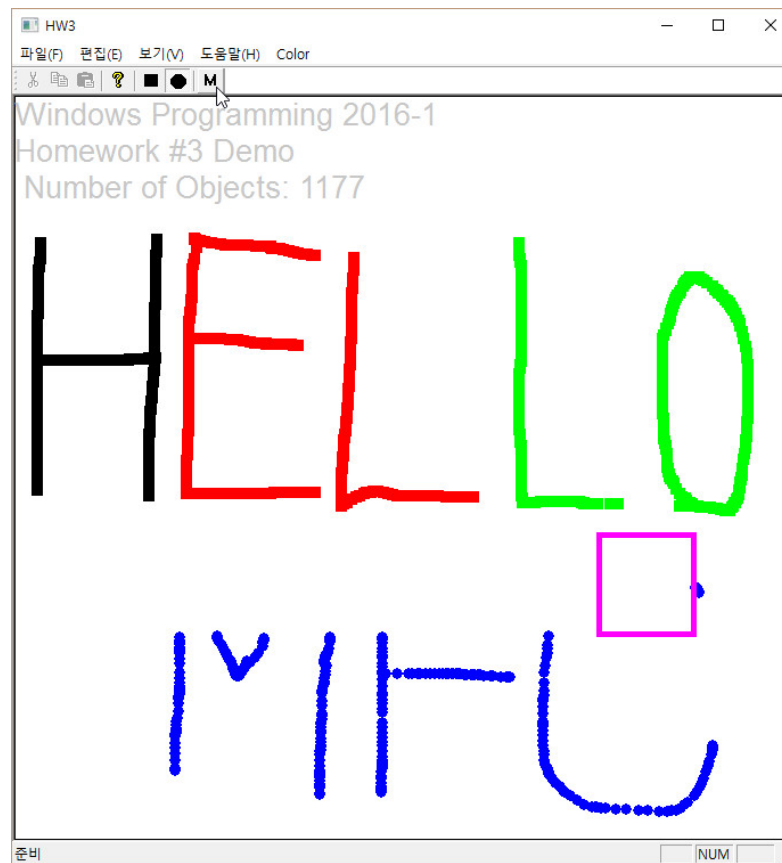 HW3
파일(F) 편집(E) 보기(V) 도움말(H) Color
? M
Windows Programming 2016-1
Homework #3 Demo
Number of Objects: 1177
HELLO
MHU
준비 NUM